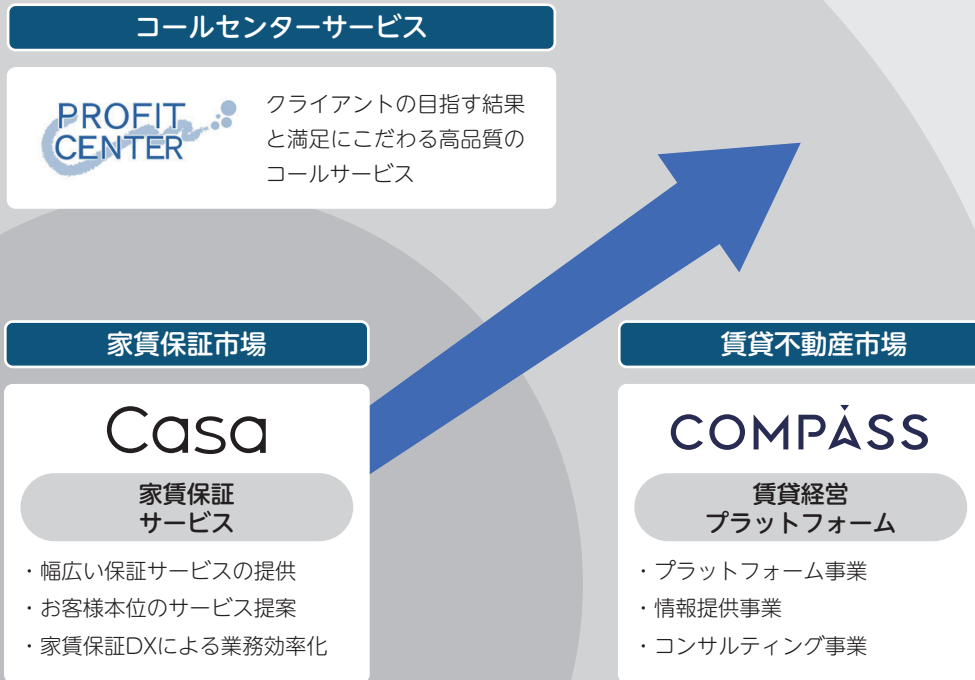 コールセンターサービス
PROFIT
CENTER
クライアントの目指す結果
と満足にこだわる高品質の
コールサービス
家賃保証市場
Casa
家賃保証
サービス
・幅広い保証サービスの提供
・お客様本位のサービス提案
・家賃保証DXによる業務効率化
賃貸不動産市場
COMPASS
賃貸経営
プラットフォーム
・プラットフォーム事業
・情報提供事業
・コンサルティング事業